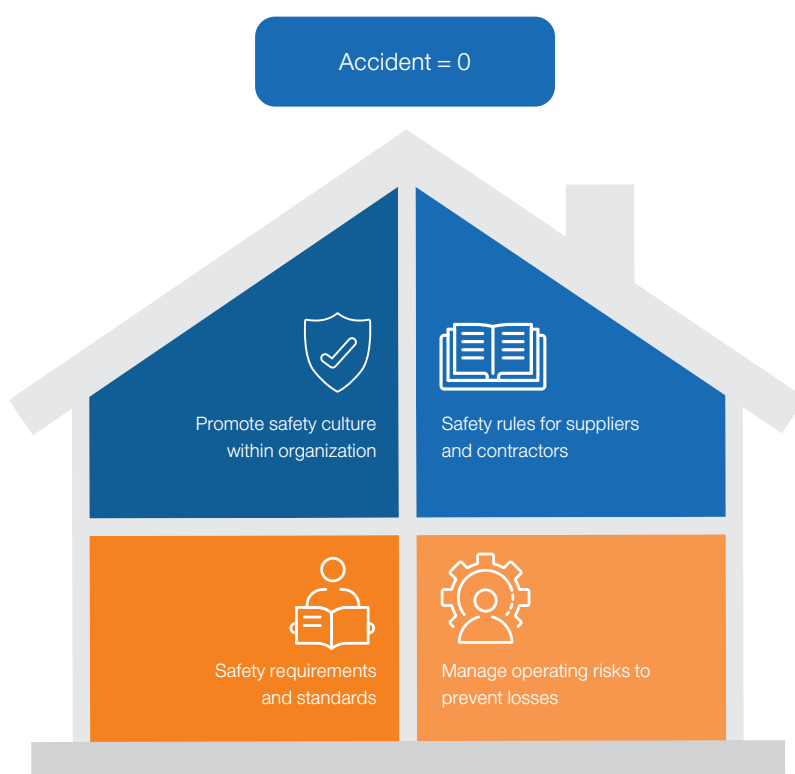 Accident = 0
Promote safety culture
within organization
Safety rules for suppliers
and contractors
Safety requirements
and standards
Manage operating risks to
prevent losses